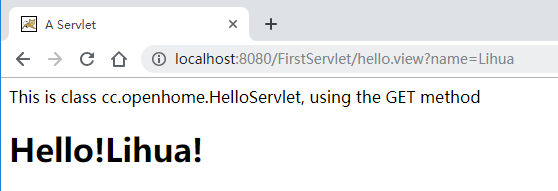 A Servlet
localhost:8080/FirstServlet/hello.view?name=Lihua
This is class cc.openhome.HelloServlet, using the GET method
Hello!Lihua!